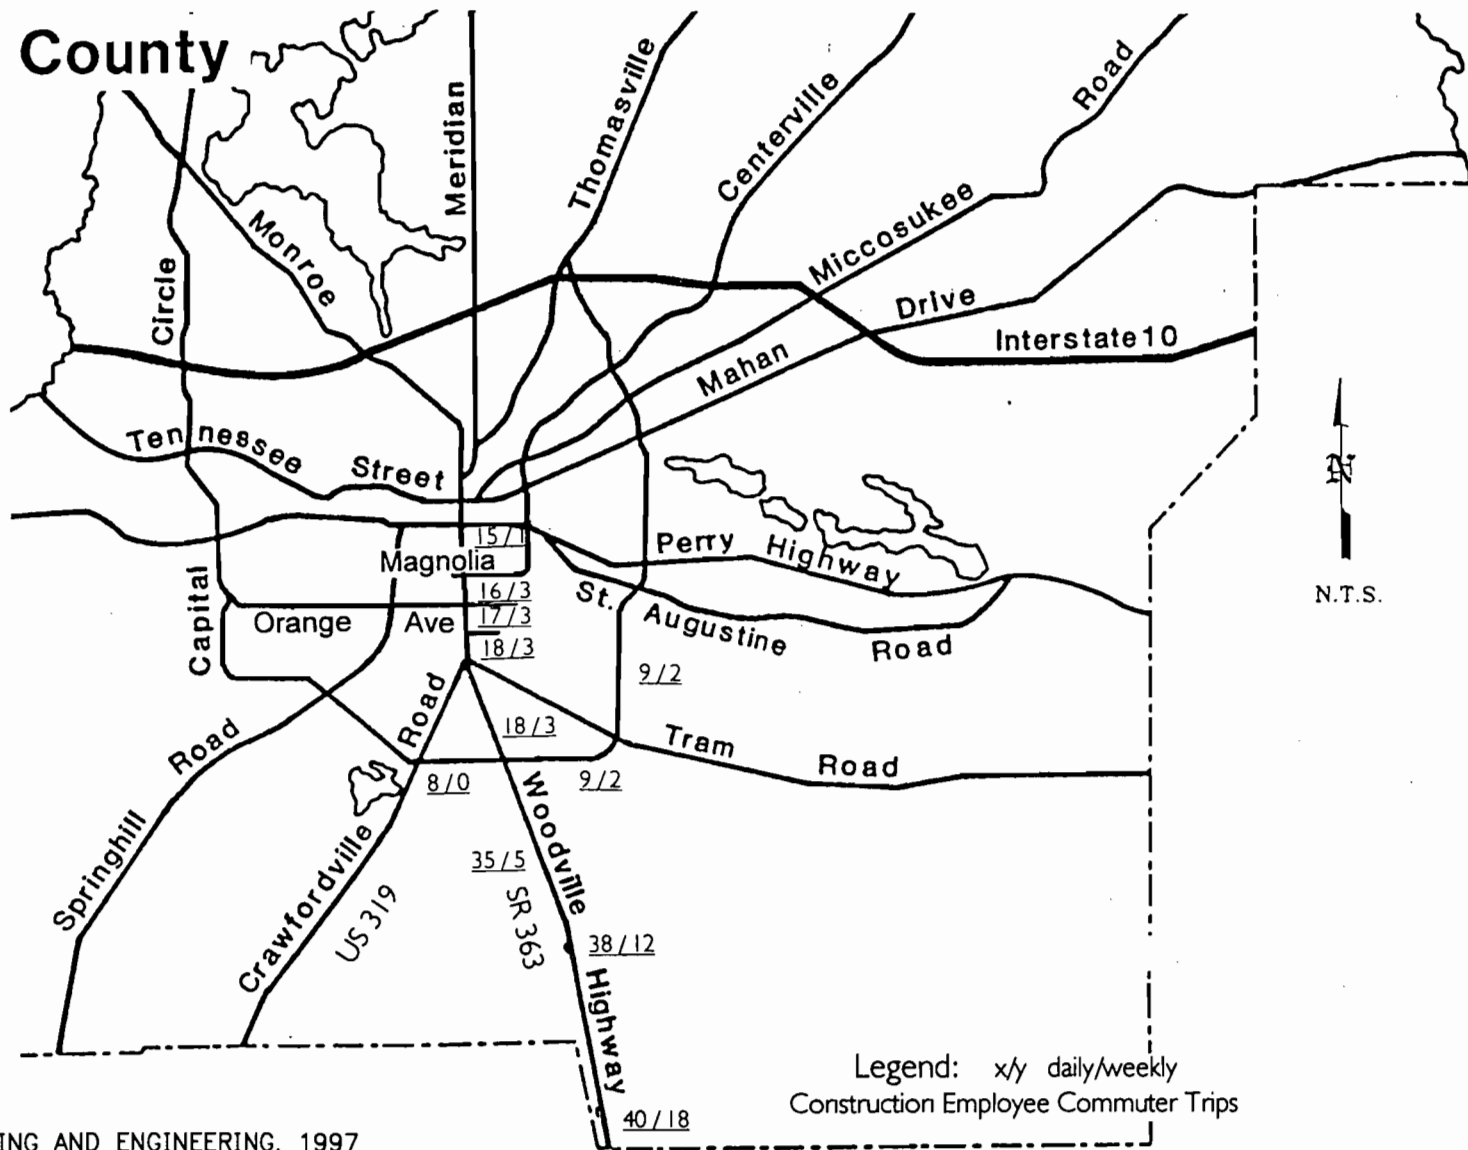 County
Meridian
Thomasville
Centerville
Miccosukee Road
Monroe
Circle
Mahan Drive
Interstate 10
Tennessee Street
15/1
Magnolia
Perry Highway
16/3
17/3
18/3
Orange Ave
Capital
St. Augustine Road
9/2
N.T.S.
18/3
Tram Road
8/0
9/2
Springhill Road
Crawfordville Road
US 319
35/5
SR 363
Woodville Highway
38/12
40/18
Legend: x/y daily/weekly
Construction Employee Commuter Trips
ING AND ENGINEERING, 1997